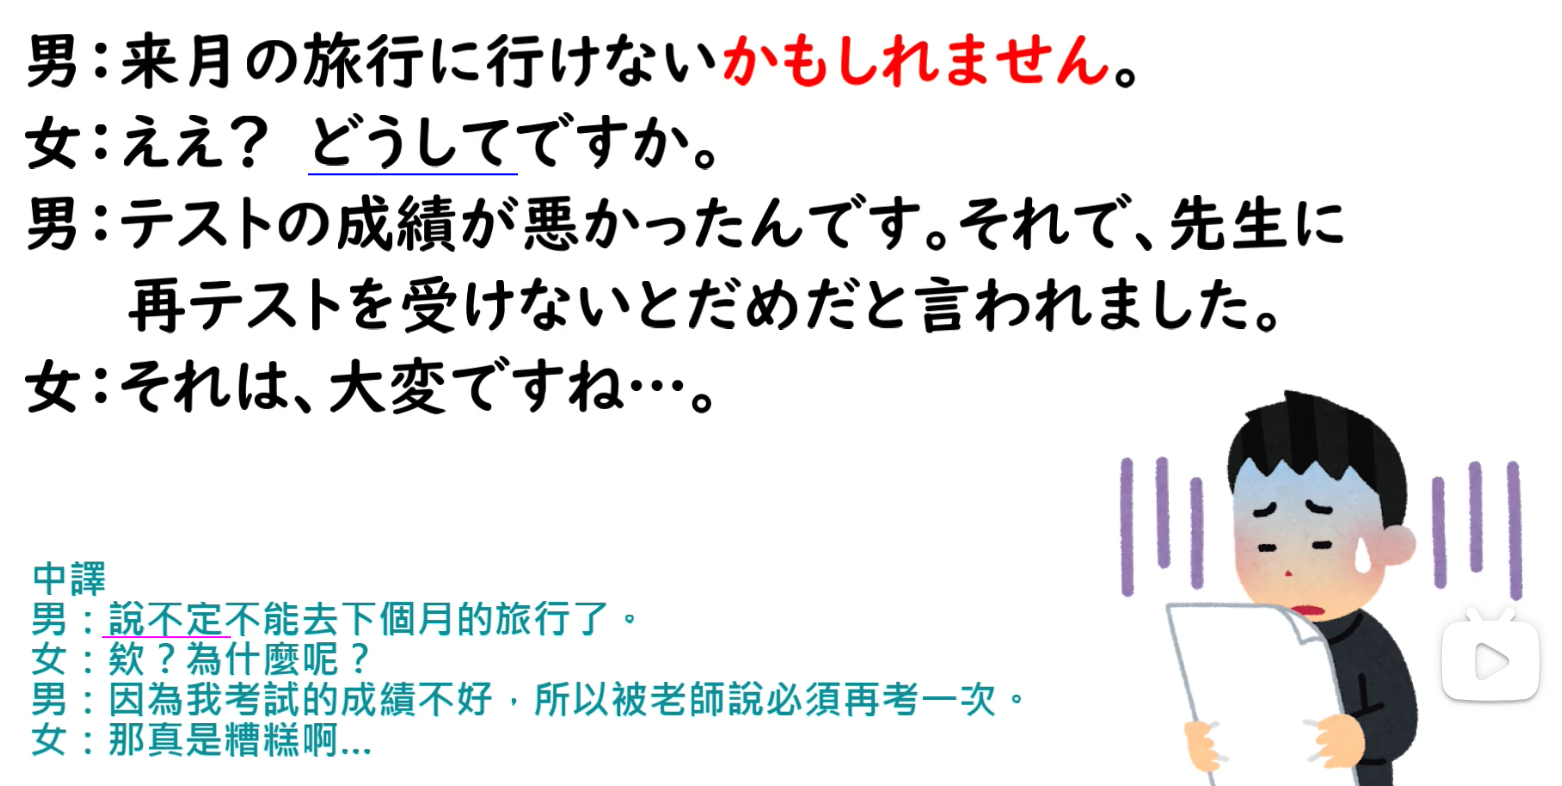 男：来月の旅行に行けないかもしれません。
女：ええ？ どうしてですか。
男：テストの成績が悪かったんです。それで、先生に
再テストを受けないとだめだと言われました。
女：それは、大変ですね…。
中譯
男：說不定不能去下個月的旅行了。
女：欸？為什麼呢？
男：因為我考試的成績不好，所以被老師說必須再考一次。
女：那真是糟糕啊...